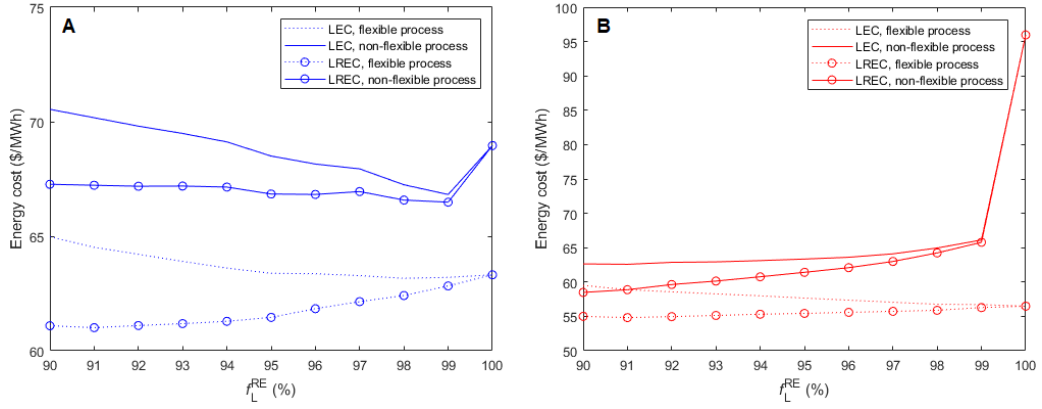 A
LEC, flexible process
LEC, non-flexible process
LREC, flexible process
LREC, non-flexible process
75
70
65
60
Energy cost ($/MWh)
90 91 92 93 94 95 96 97 98 99 100
f_L^RE (%)
B
LEC, flexible process
LEC, non-flexible process
LREC, flexible process
LREC, non-flexible process
100
95
90
85
80
75
70
65
60
55
50
Energy cost ($/MWh)
90 91 92 93 94 95 96 97 98 99 100
f_L^RE (%)